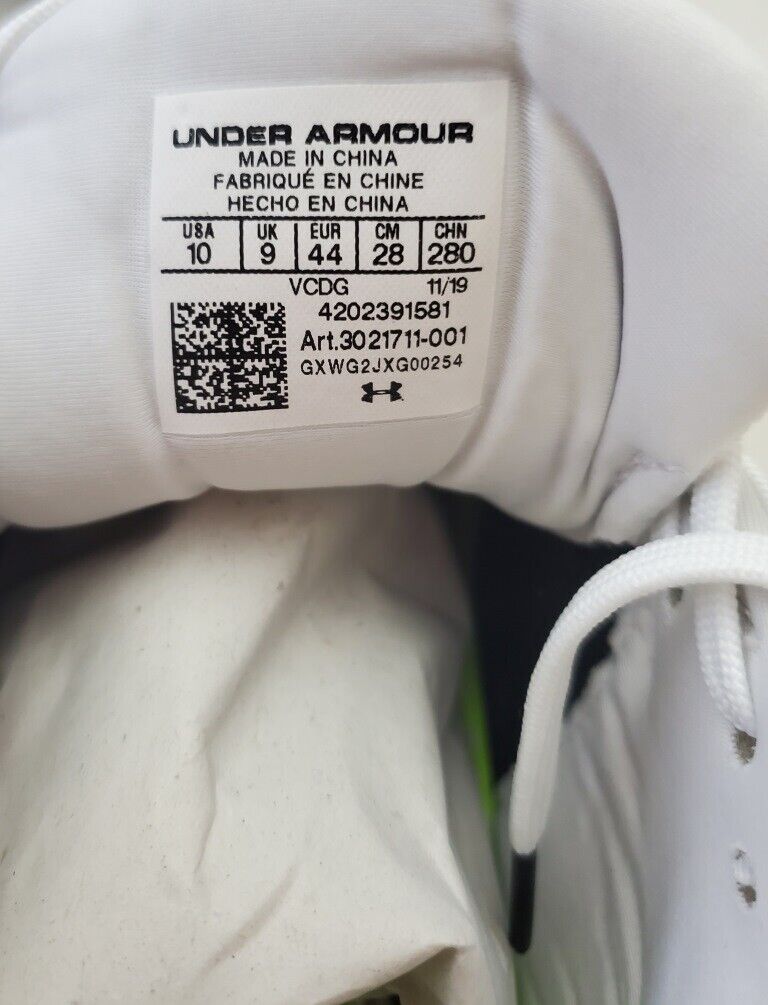 UNDER ARMOUR
MADE IN CHINA
FABRIQUÉ EN CHINE
HECHO EN CHINA
USA UK EUR CM CHN
10 9 44 28 280
VCDG 11/19
4202391581
Art.3021711-001
GXWG2JXG00254